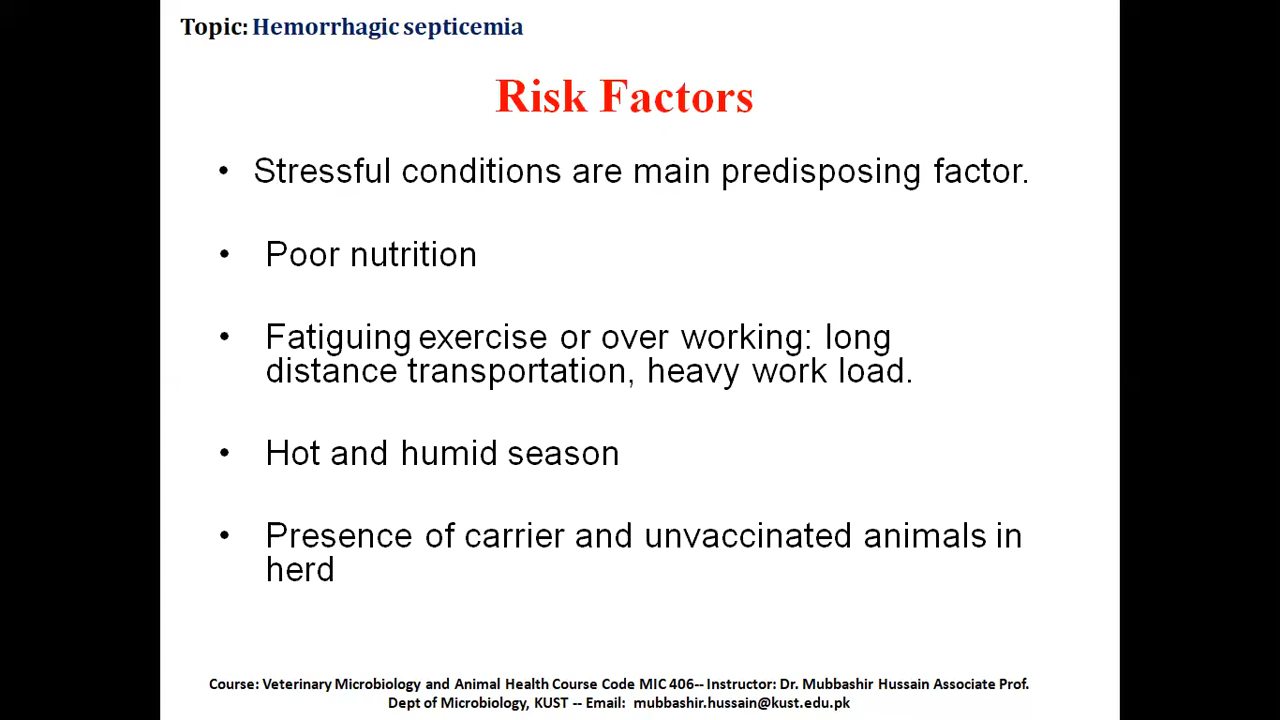 Topic: Hemorrhagic septicemia
Risk Factors
• Stressful conditions are main predisposing factor.
• Poor nutrition
• Fatiguing exercise or over working: long
distance transportation, heavy work load.
• Hot and humid season
• Presence of carrier and unvaccinated animals in
herd
Course: Veterinary Microbiology and Animal Health Course Code MIC 406-- Instructor: Dr. Mubbashir Hussain Associate Prof.
Dept of Microbiology, KUST -- Email: mubbashir.hussain@kust.edu.pk